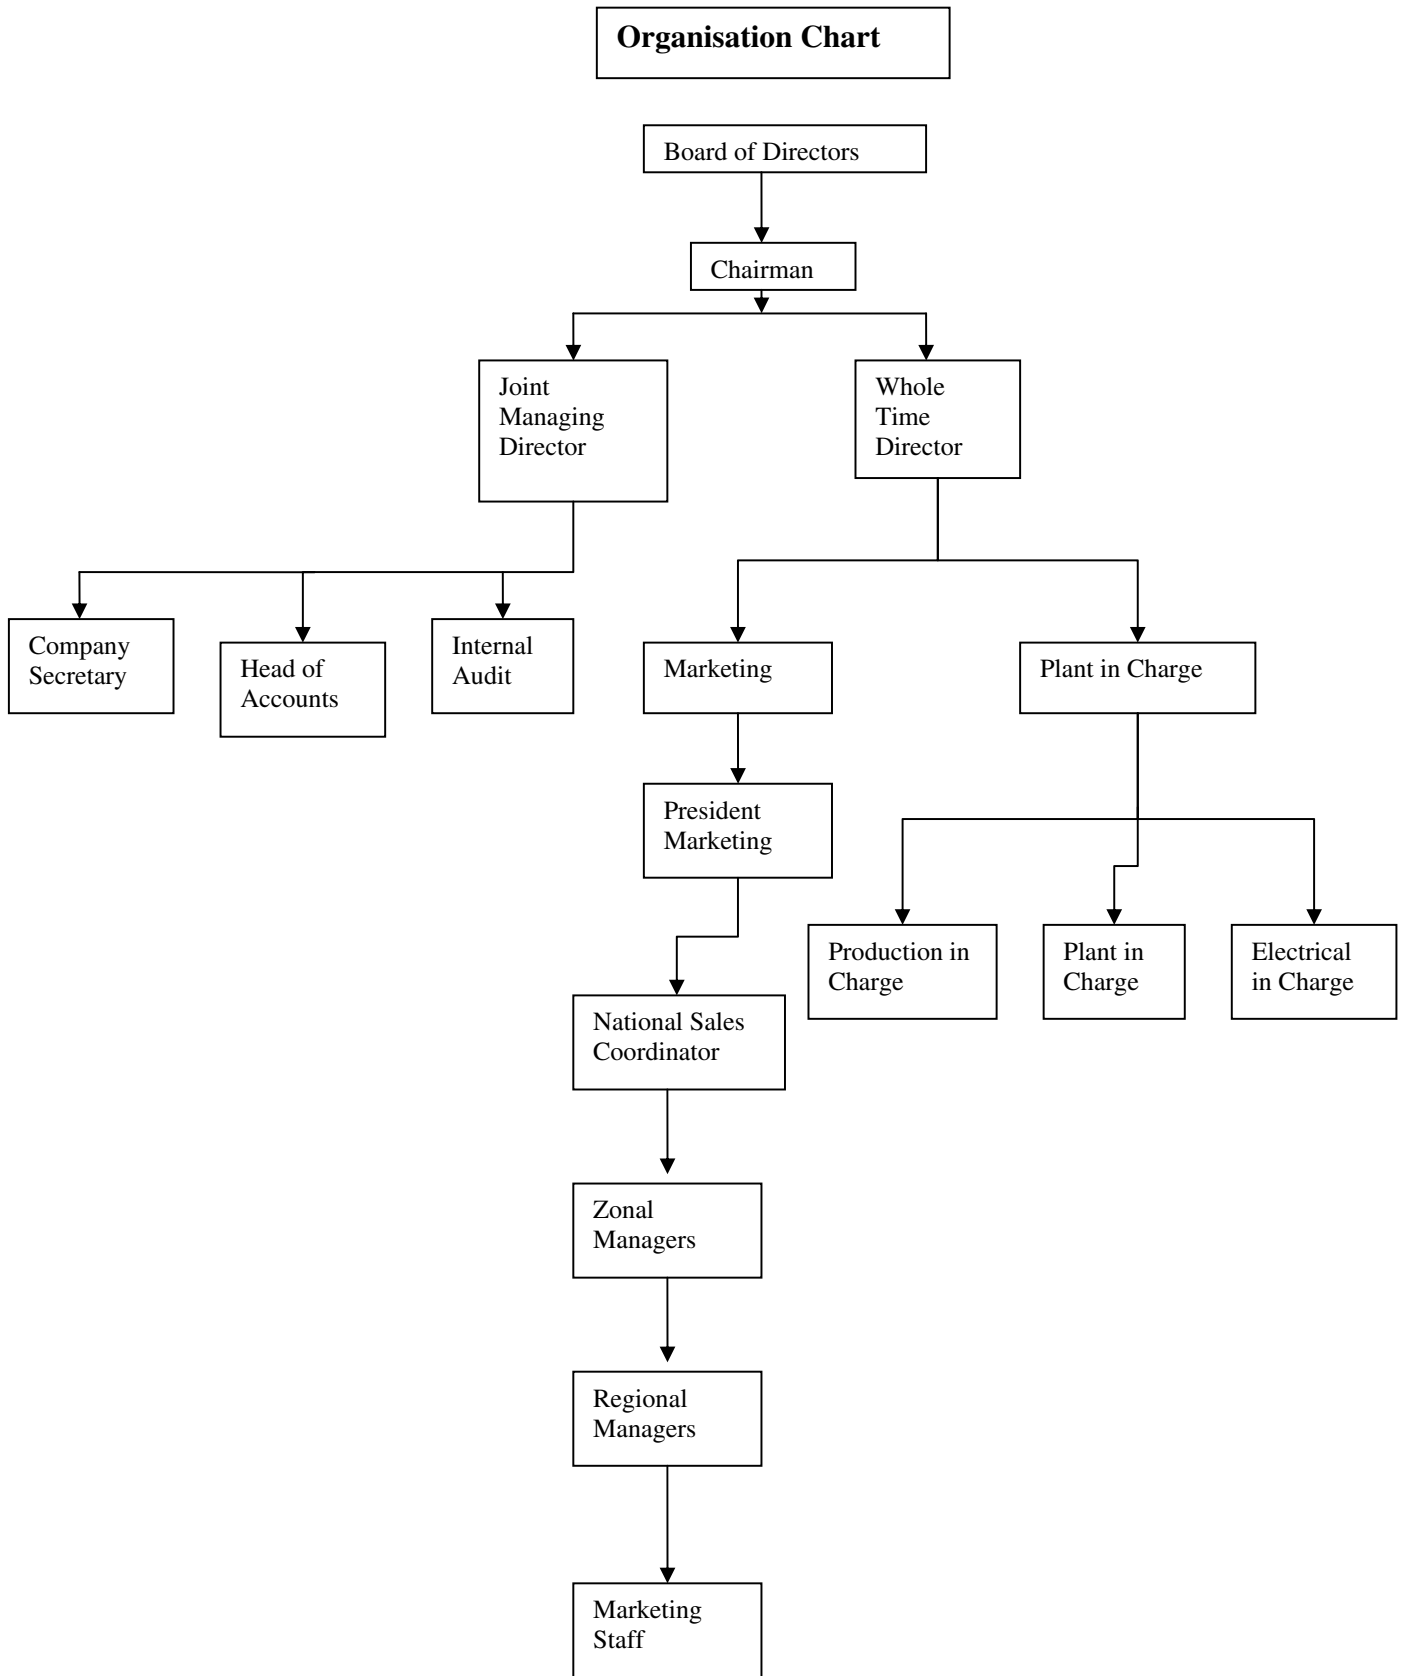 Organisation Chart
Board of Directors
Chairman
Joint
Managing
Director
Whole
Time
Director
Company
Secretary
Head of
Accounts
Internal
Audit
Marketing
Plant in Charge
President
Marketing
Production in
Charge
Plant in
Charge
Electrical
in Charge
National Sales
Coordinator
Zonal
Managers
Regional
Managers
Marketing
Staff